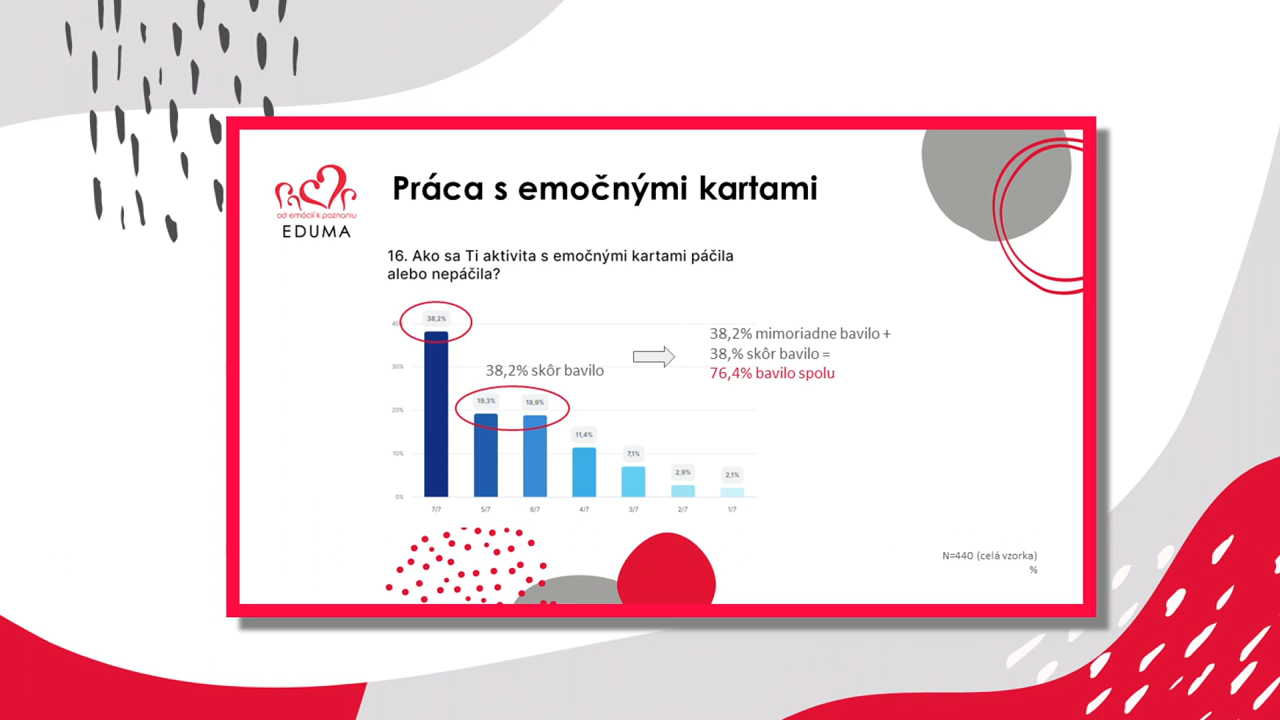 od emócií k poznaniu
EDUMA
Práca s emočnými kartami
16. Ako sa Ti aktivita s emočnými kartami páčila
alebo nepáčila?
38,2%
40%
30%
20%
10%
0%
19,3%
18,9%
11,4%
7,1%
2,9%
2,1%
7/7
5/7
6/7
4/7
3/7
2/7
1/7
38,2% skôr bavilo
38,2% mimoriadne bavilo +
38,% skôr bavilo =
76,4% bavilo spolu
N=440 (celá vzorka)
%